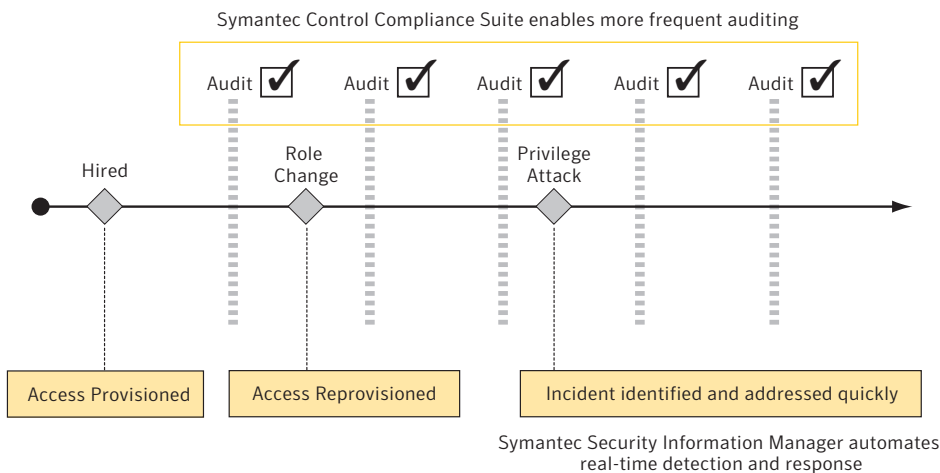 Symantec Control Compliance Suite enables more frequent auditing
Audit
Audit
Audit
Audit
Audit
Hired
Role
Change
Privilege
Attack
Access Provisioned
Access Reprovisioned
Incident identified and addressed quickly
Symantec Security Information Manager automates
real-time detection and response